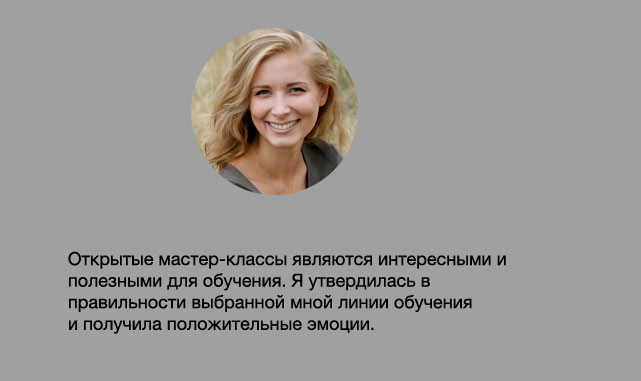 Открытые мастер-классы являются интересными и
полезными для обучения. Я утвердилась в
правильности выбранной мной линии обучения
и получила положительные эмоции.